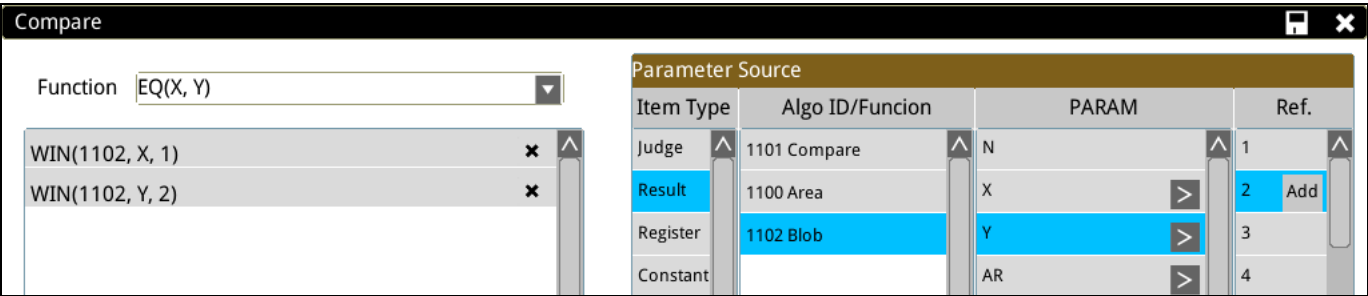 Compare
Function EQ(X, Y)
WIN(1102, X, 1)
WIN(1102, Y, 2)
Parameter Source
Item Type Algo ID/Funcion PARAM Ref.
Judge 1101 Compare N 1
Result 1100 Area X > 2 Add
Register 1102 Blob Y > 3
Constant AR > 4